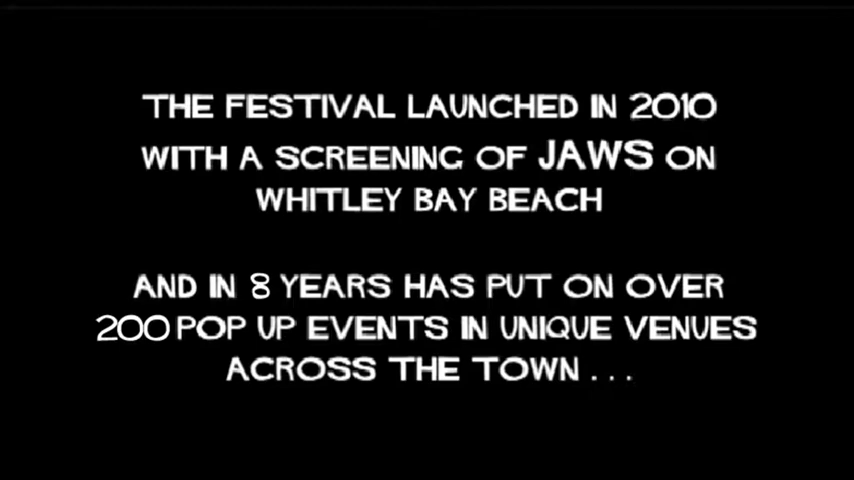 THE FESTIVAL LAUNCHED IN 2010
WITH A SCREENING OF JAWS ON
WHITLEY BAY BEACH
AND IN 8 YEARS HAS PUT ON OVER
200 POP UP EVENTS IN UNIQUE VENUES
ACROSS THE TOWN...